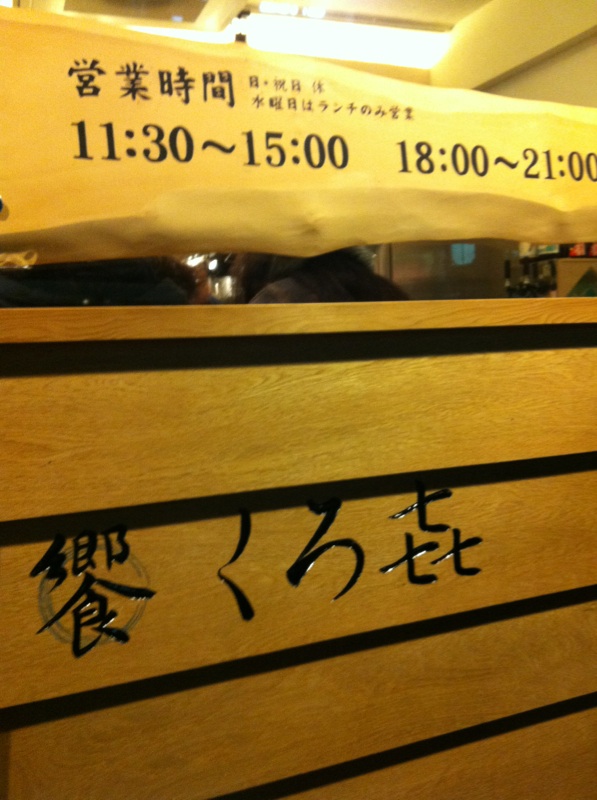 営業時間 日・祝日 休
水曜日はランチのみ営業
11:30～15:00 18:00～21:00
饗 くろ㐂